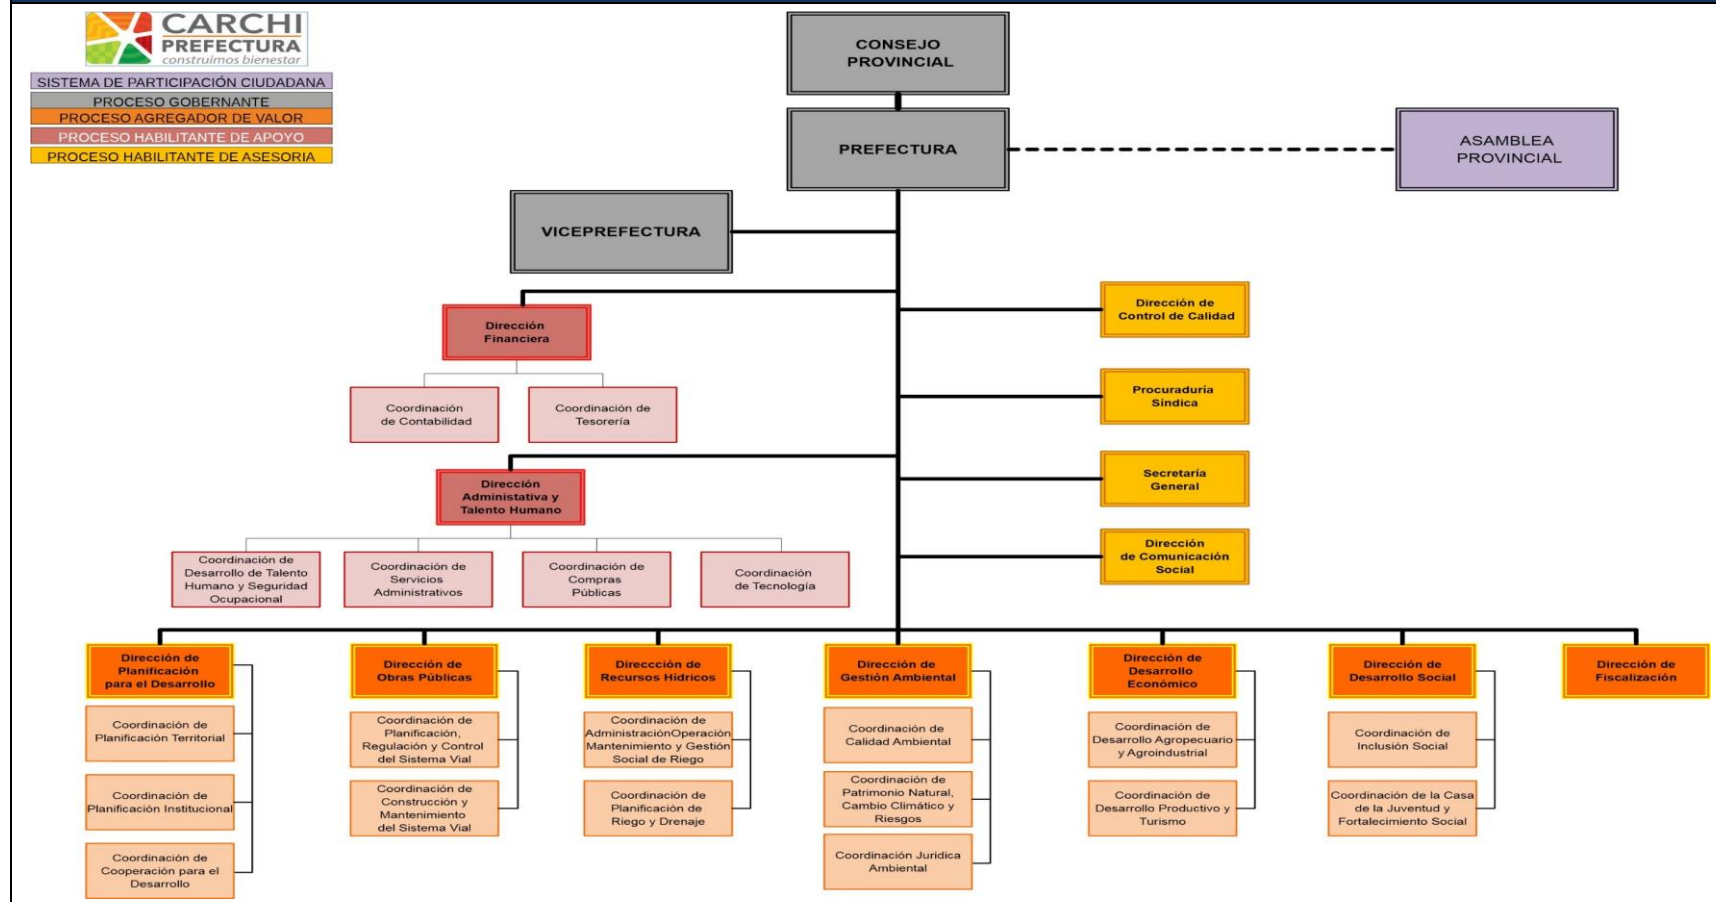 CARCHI
PREFECTURA
construimos bienestar
SISTEMA DE PARTICIPACIÓN CIUDADANA
PROCESO GOBERNANTE
PROCESO AGREGADOR DE VALOR
PROCESO HABILITANTE DE APOYO
PROCESO HABILITANTE DE ASESORIA
CONSEJO
PROVINCIAL
PREFECTURA
ASAMBLEA
PROVINCIAL
VICEPREFECTURA
Dirección
Financiera
Coordinación
de Contabilidad
Coordinación de
Tesorería
Dirección de
Control de Calidad
Procuraduría
Síndica
Secretaría
General
Dirección
de Comunicación
Social
Dirección
Administativa y
Talento Humano
Coordinación de
Desarrollo de Talento
Humano y Seguridad
Ocupacional
Coordinación de
Servicios
Administrativos
Coordinación de
Compras
Públicas
Coordinación
de Tecnología
Dirección de
Planificación
para el Desarrollo
Coordinación de
Planificación Territorial
Coordinación de
Planificación Institucional
Coordinación de
Cooperación para el
Desarrollo
Dirección de
Obras Públicas
Coordinación de
Planificación,
Regulación y Control
del Sistema Vial
Coordinación de
Construcción y
Mantenimiento
del Sistema Vial
Direccción de
Recursos Hídricos
Coordinación de
AdministraciónOperación
Mantenimiento y Gestión
Social de Riego
Coordinación de
Planificación de
Riego y Drenaje
Dirección de
Gestión Ambiental
Coordinación de
Calidad Ambiental
Coordinación de
Patrimonio Natural,
Cambio Climático y
Riesgos
Coordinación Jurídica
Ambiental
Dirección de
Desarrollo
Económico
Coordinación de
Desarrollo Agropecuario
y Agroindustrial
Coordinación de
Desarrollo Productivo y
Turismo
Dirección de
Desarrollo Social
Coordinación de
Inclusión Social
Coordinación de la Casa
de la Juventud y
Fortalecimiento Social
Dirección de
Fiscalización